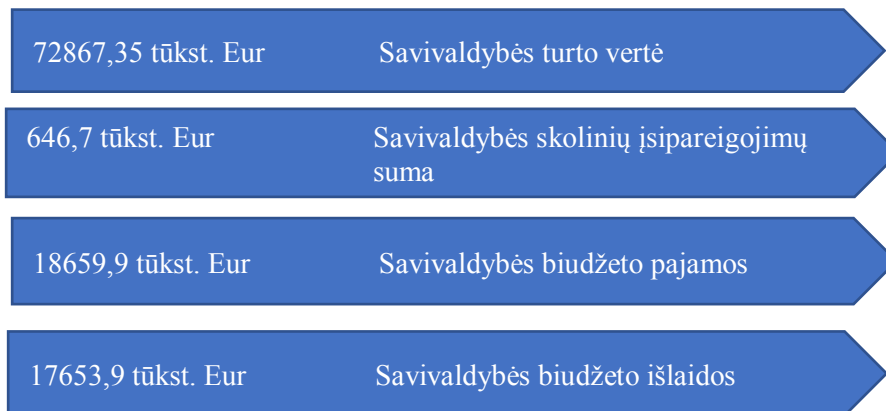 72867,35 tūkst. Eur Savivaldybės turto vertė
646,7 tūkst. Eur Savivaldybės skolinių įsipareigojimų
suma
18659,9 tūkst. Eur Savivaldybės biudžeto pajamos
17653,9 tūkst. Eur Savivaldybės biudžeto išlaidos